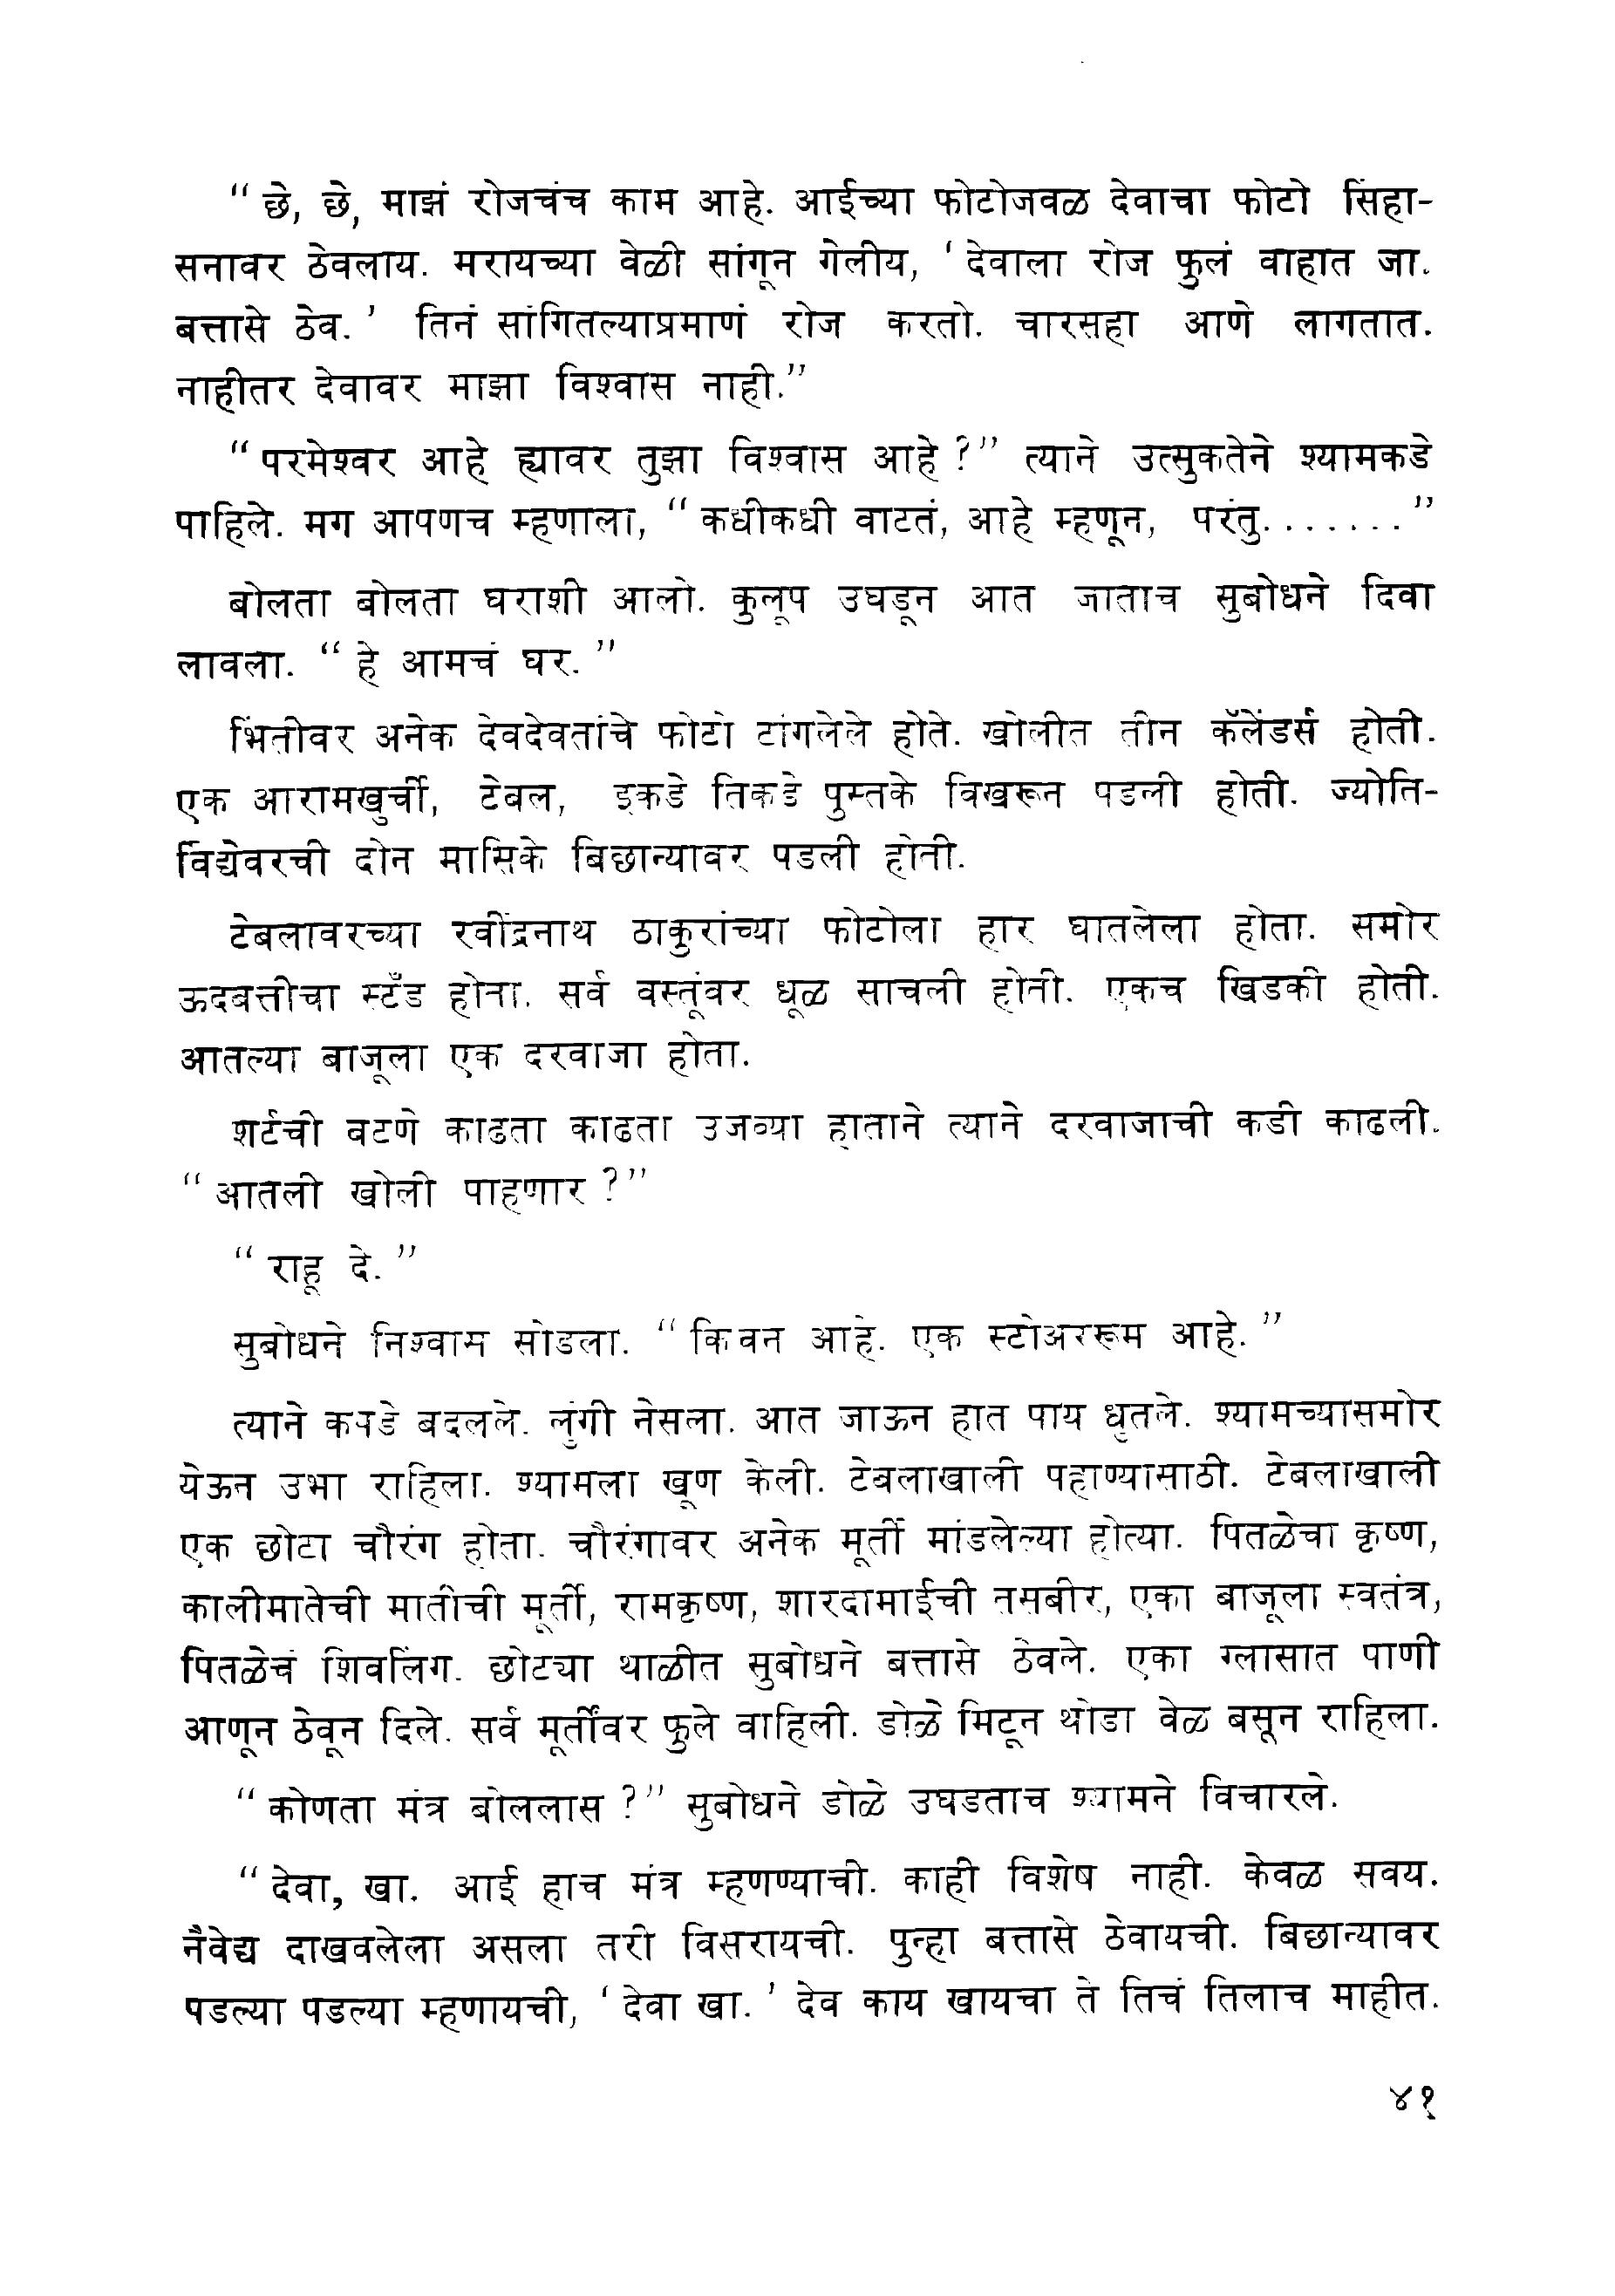 “ छे, छे, माझं रोजचंच काम आहे. आईच्या फोटोजवळ देवाचा फोटो सिंहा-
सनावर ठेवलाय. मरायच्या वेळी सांगून गेलीय, ‘ देवाला रोज फुलं वाहात जा.
बत्तासे ठेव. ’ तिनं सांगितल्याप्रमाणं रोज करतो. चारसहा आणे लागतात.
नाहीतर देवावर माझा विश्वास नाही.”
“ परमेश्वर आहे ह्यावर तुझा विश्वास आहे ?” त्याने उत्सुकतेने श्यामकडे
पाहिले. मग आपणच म्हणाला, “ कधीकधी वाटतं, आहे म्हणून, परंतु.......”
बोलता बोलता घराशी आलो. कुलूप उघडून आत जाताच सुबोधने दिवा
लावला. “ हे आमचं घर. ”
भिंतीवर अनेक देवदेवतांचे फोटो टांगलेले होते. खोलीत तीन कॅलेंडर्स होती.
एक आरामखुर्ची, टेबल, इकडे तिकडे पुस्तके विखरून पडली होती. ज्योति-
र्विद्येवरची दोन मासिके बिछान्यावर पडली होती.
टेबलावरच्या रवींद्रनाथ ठाकुरांच्या फोटोला हार घातलेला होता. समोर
ऊदबत्तीचा स्टँड होता. सर्व वस्तूंवर धूळ साचली होती. एकच खिडकी होती.
आतल्या बाजूला एक दरवाजा होता.
शर्टची बटणे काढता काढता उजव्या हाताने त्याने दरवाजाची कडी काढली.
“ आतली खोली पाहणार ?”
“ राहू दे. ”
सुबोधने निश्वास सोडला. “ किचन आहे. एक स्टोअररूम आहे. ”
त्याने कपडे बदलले. लुंगी नेसला. आत जाऊन हात पाय धुतले. श्यामच्यासमोर
येऊन उभा राहिला. श्यामला खूण केली. टेबलाखाली पहाण्यासाठी. टेबलाखाली
एक छोटा चौरंग होता. चौरंगावर अनेक मूर्ती मांडलेल्या होत्या. पितळेचा कृष्ण,
कालीमातेची मातीची मूर्ती, रामकृष्ण, शारदामाईची तसबीर, एका बाजूला स्वतंत्र,
पितळेचं शिवलिंग. छोट्या थाळीत सुबोधने बत्तासे ठेवले. एका ग्लासात पाणी
आणून ठेवून दिले. सर्व मूर्तींवर फुले वाहिली. डोळे मिटून थोडा वेळ बसून राहिला.
“ कोणता मंत्र बोललास ?” सुबोधने डोळे उघडताच श्यामने विचारले.
“ देवा, खा. आई हाच मंत्र म्हणण्याची. काही विशेष नाही. केवळ सवय.
नैवेद्य दाखवलेला असला तरी विसरायची. पुन्हा बत्तासे ठेवायची. बिछान्यावर
पडल्या पडल्या म्हणायची, ‘ देवा खा. ’ देव काय खायचा ते तिचं तिलाच माहीत.
४१